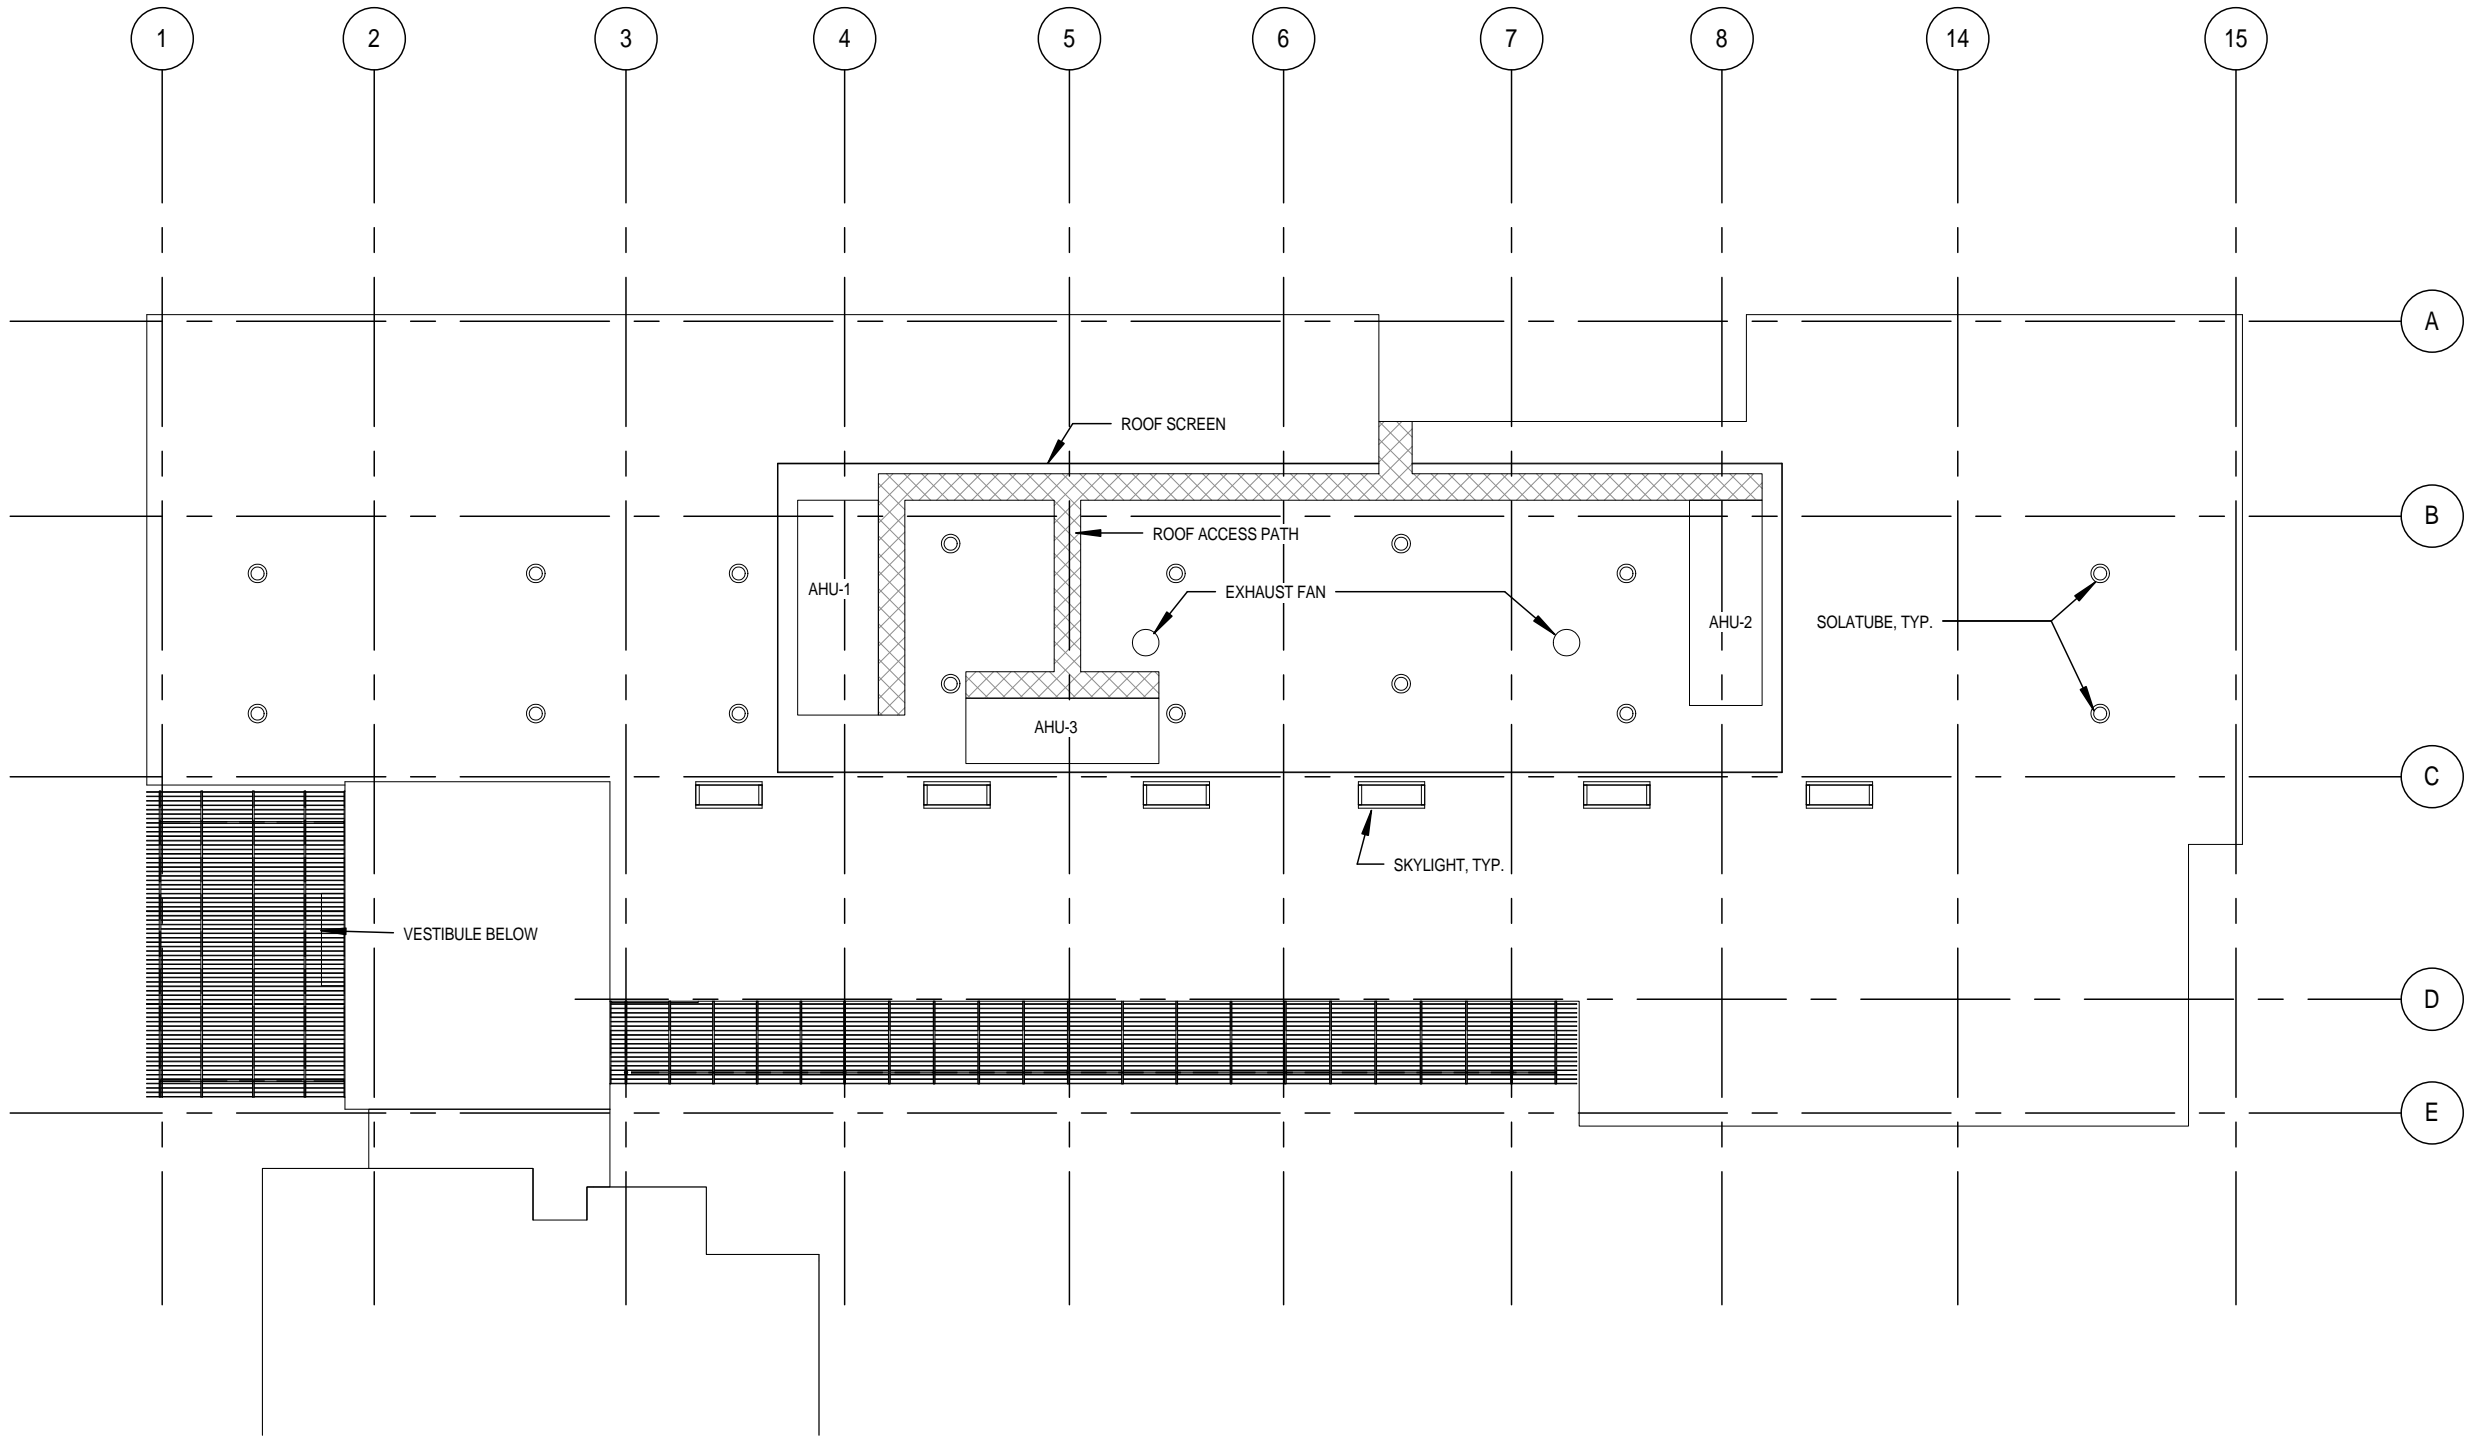 1
2
3
4
5
6
7
8
14
15
A
ROOF SCREEN
B
ROOF ACCESS PATH
AHU-1
EXHAUST FAN
AHU-2
SOLATUBE, TYP.
AHU-3
C
SKYLIGHT, TYP.
VESTIBULE BELOW
D
E